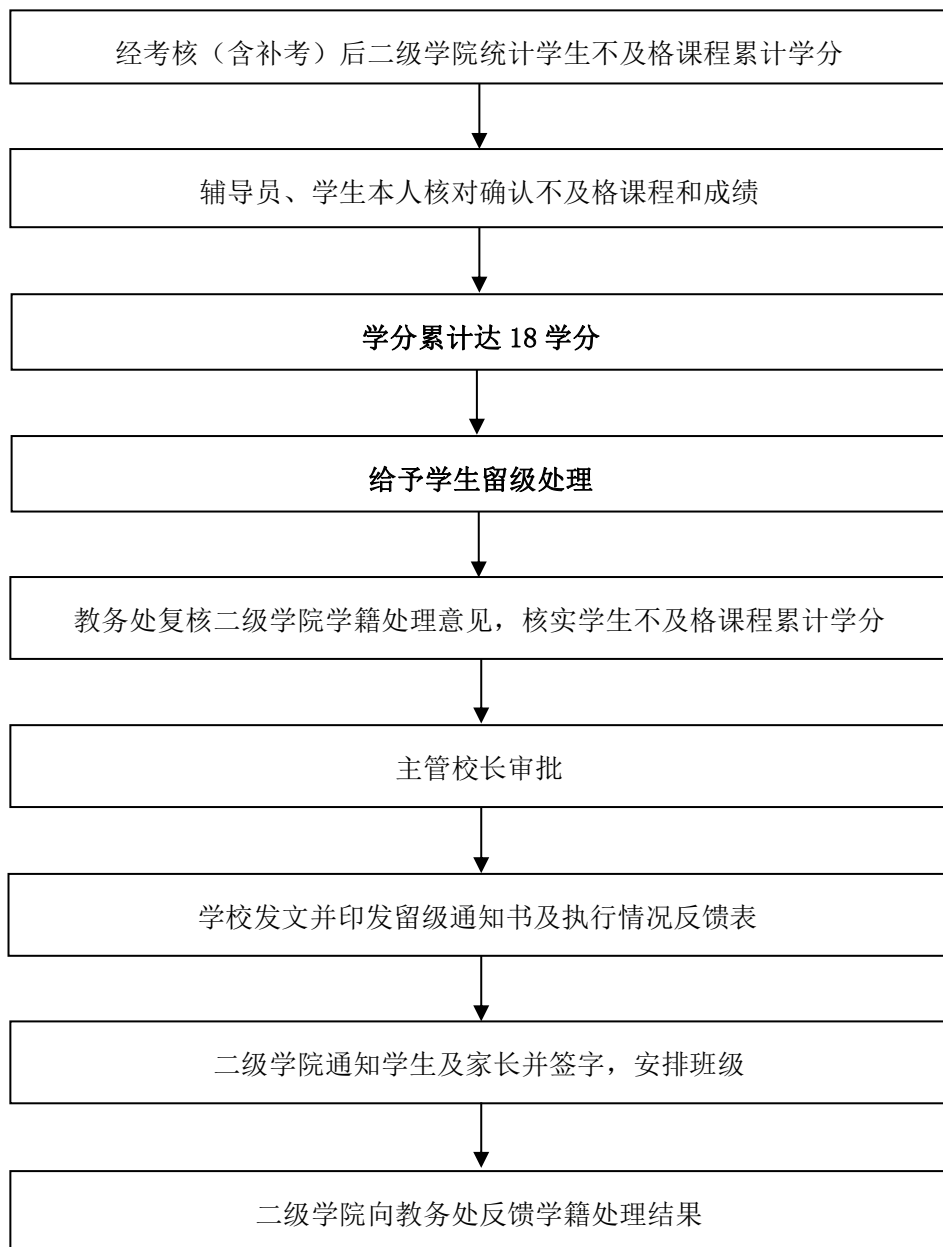 经考核（含补考）后二级学院统计学生不及格课程累计学分
辅导员、学生本人核对确认不及格课程和成绩
学分累计达 18 学分
给予学生留级处理
教务处复核二级学院学籍处理意见，核实学生不及格课程累计学分
主管校长审批
学校发文并印发留级通知书及执行情况反馈表
二级学院通知学生及家长并签字，安排班级
二级学院向教务处反馈学籍处理结果